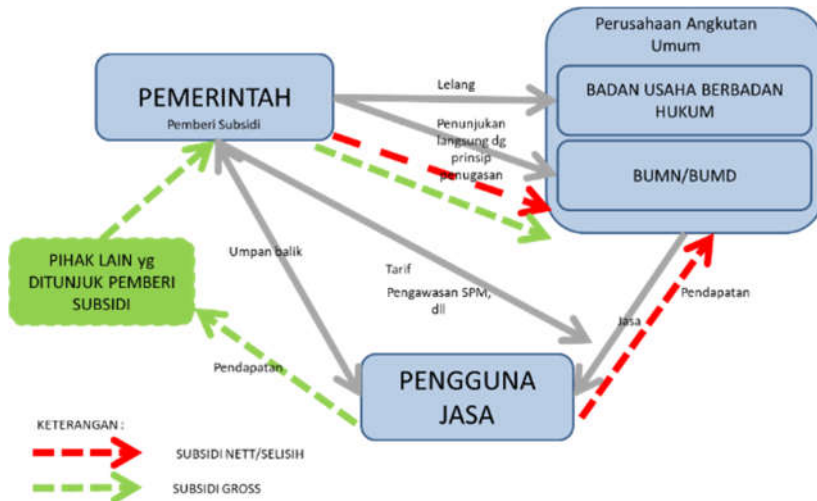 Perusahaan Angkutan
Umum
PEMERINTAH
Pemberi Subsidi
Lelang
BADAN USAHA BERBADAN
HUKUM
Penunjukan
langsung dg
prinsip
penugasan
BUMN/BUMD
PIHAK LAIN yg
DITUNJUK PEMBERI
SUBSIDI
Umpan balik
Tarif
Pengawasan SPM,
dll
Pendapatan
Jasa
Pendapatan
PENGGUNA
JASA
KETERANGAN :
SUBSIDI NETT/SELISIH
SUBSIDI GROSS